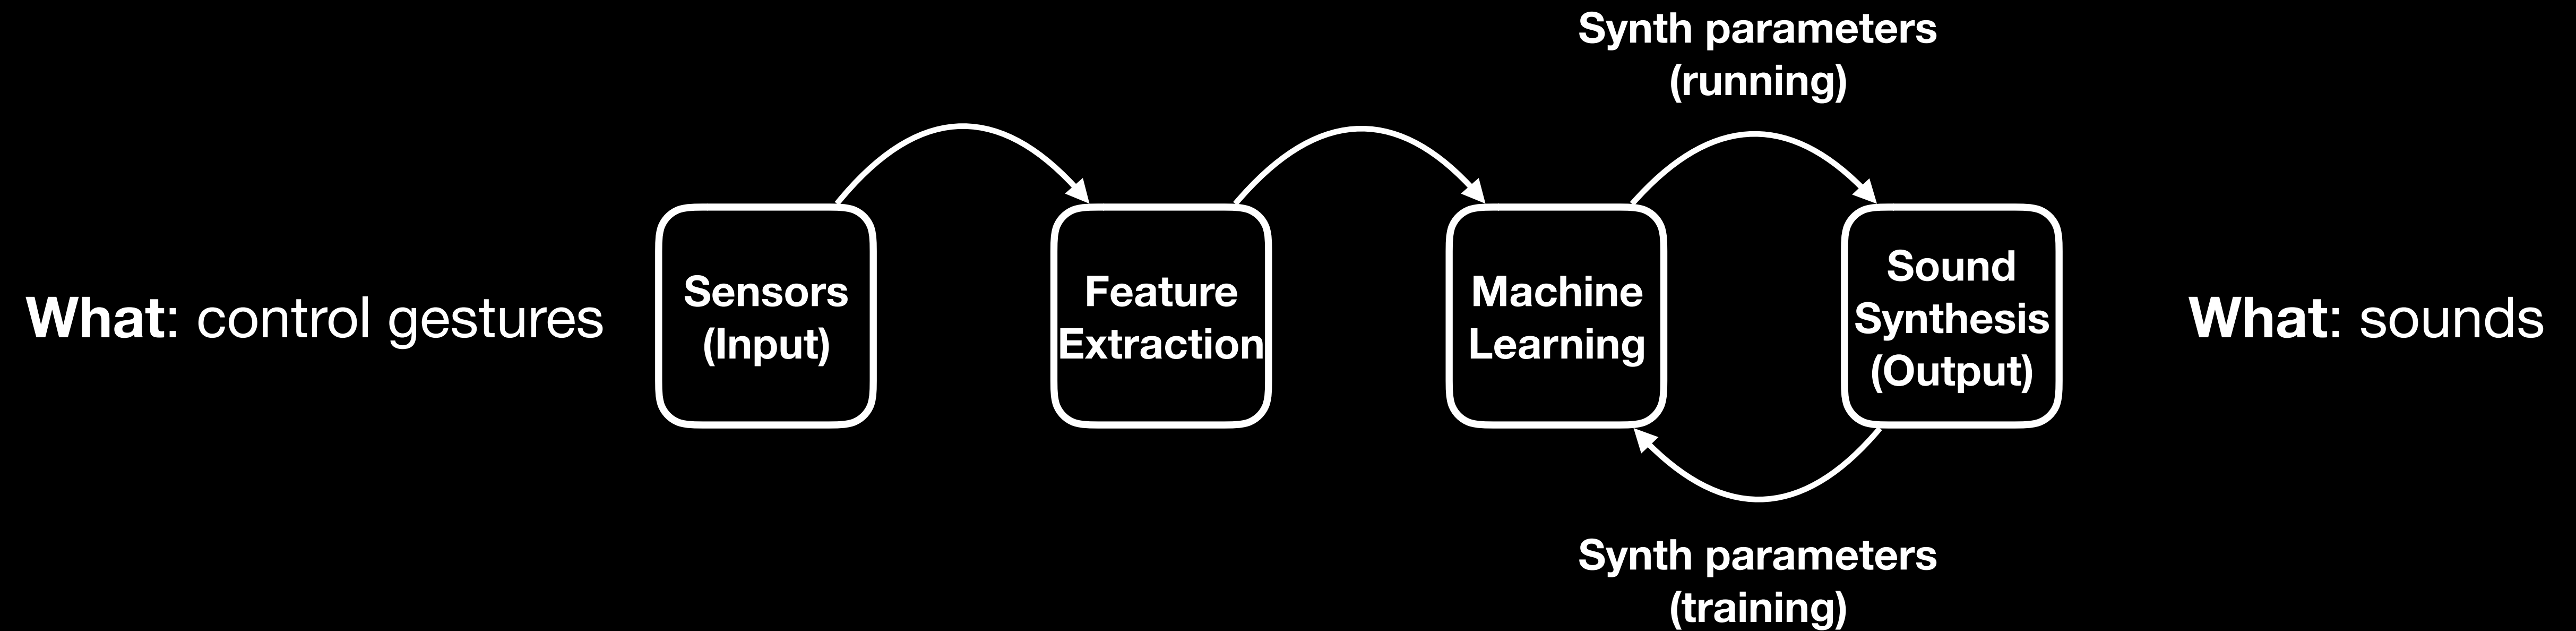 Synth parameters
(running)
What: control gestures
Sensors
(Input)
Feature
Extraction
Machine
Learning
Sound
Synthesis
(Output)
What: sounds
Synth parameters
(training)